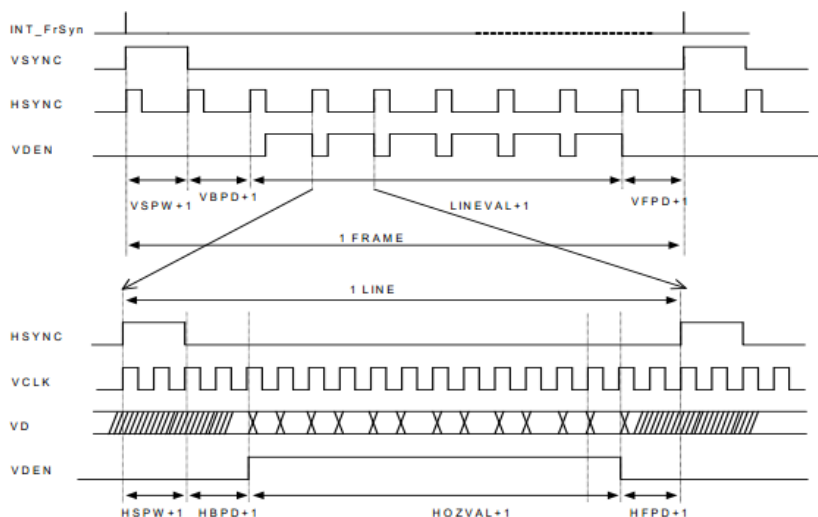 INT_FrSyn
VSYNC
HSYNC
VDEN
VSPW+1
VBPD+1
LINEVAL+1
VFPD+1
1 FRAME
1 LINE
HSYNC
VCLK
VD
VDEN
HSPW+1
HBPD+1
HOZVAL+1
HFPD+1